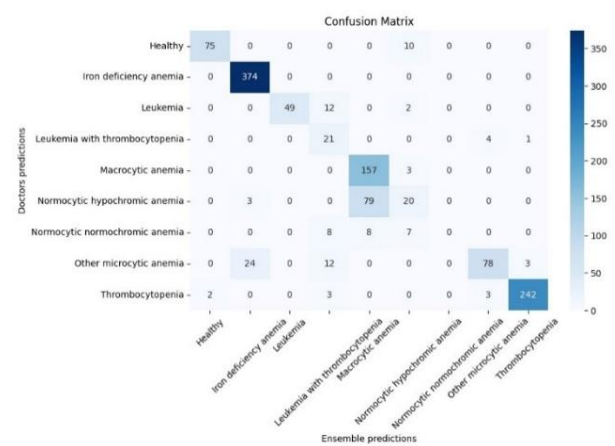 Confusion Matrix
Healthy 75 0 0 0 0 10 0 0 0
Iron deficiency anemia 0 374 0 0 0 0 0 0 0
Leukemia 0 0 49 12 0 2 0 0 0
Leukemia with thrombocytopenia 0 0 0 21 0 0 0 4 1
Macrocytic anemia 0 0 0 0 157 3 0 0 0
Normocytic hypochromic anemia 0 3 0 0 79 20 0 0 0
Normocytic normochromic anemia 0 0 0 8 8 7 0 0 0
Other microcytic anemia 0 24 0 12 0 0 0 78 3
Thrombocytopenia 2 0 0 3 0 0 0 3 242
Doctors predictions
Healthy
Iron deficiency anemia
Leukemia
Leukemia with thrombocytopenia
Macrocytic anemia
Normocytic hypochromic anemia
Normocytic normochromic anemia
Other microcytic anemia
Thrombocytopenia
Ensemble predictions
350
300
250
200
150
100
50
0